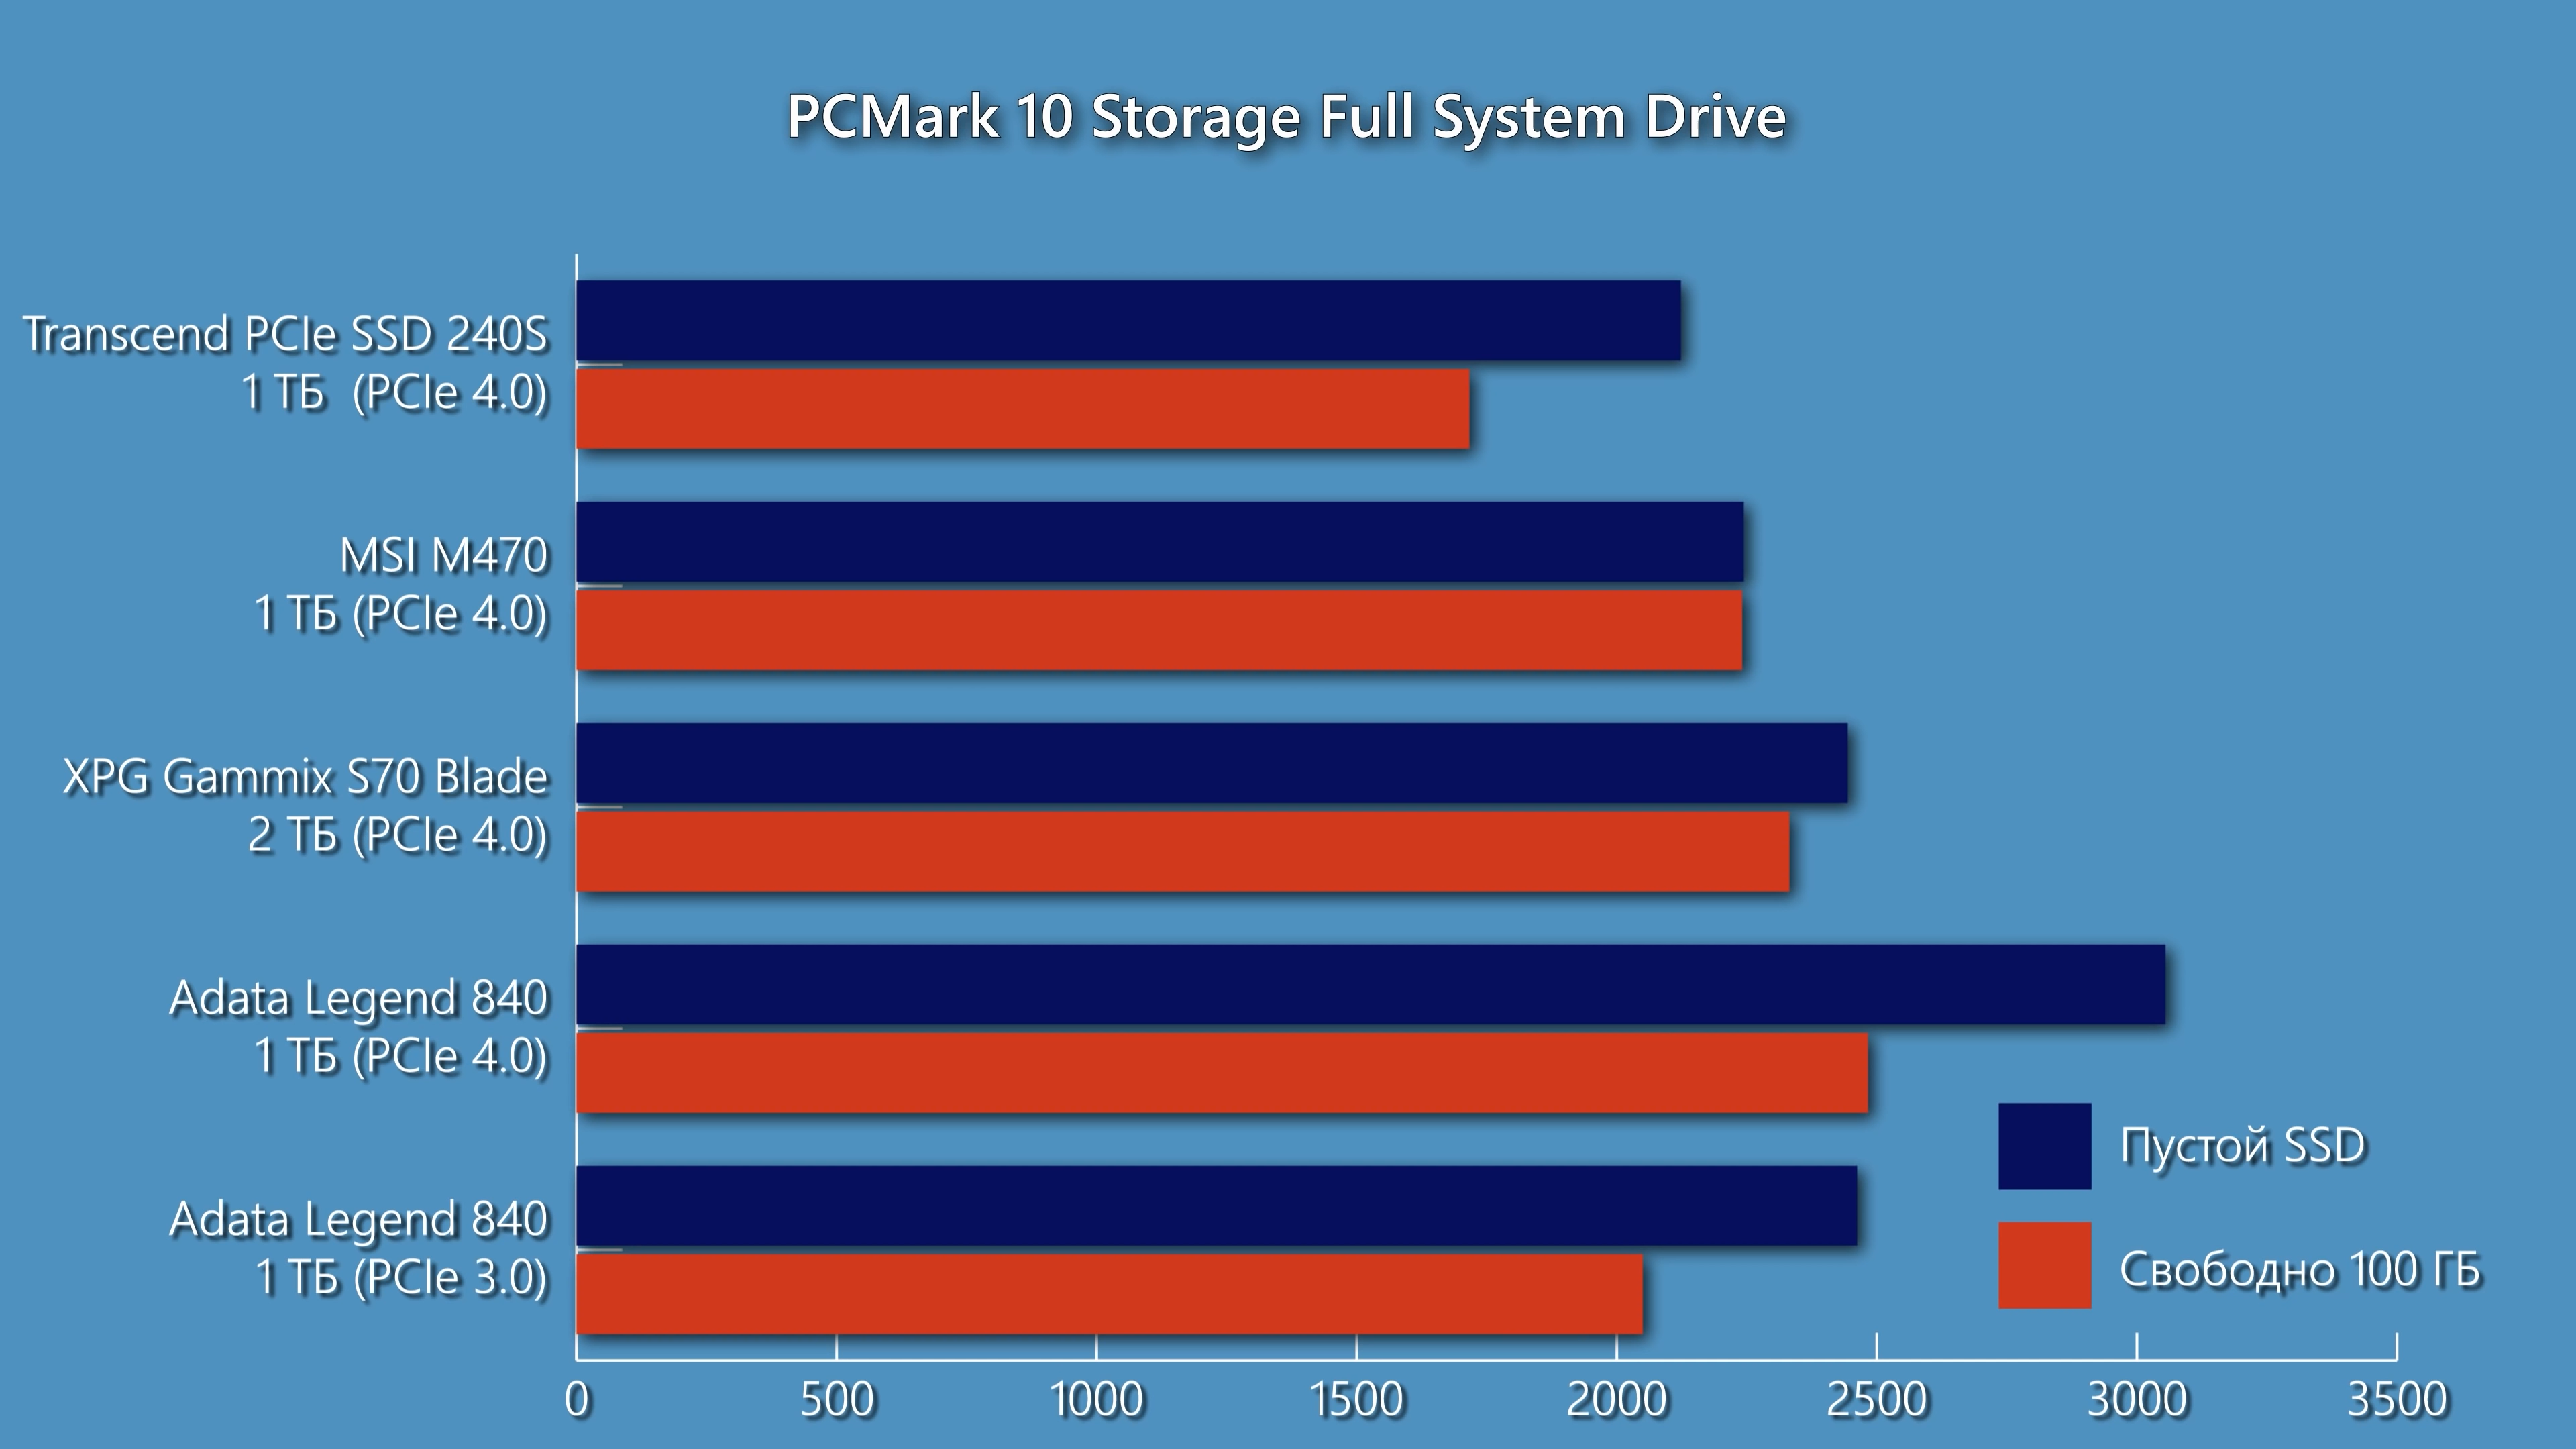 PCMark 10 Storage Full System Drive
Transcend PCIe SSD 240S
1 ТБ  (PCIe 4.0)
MSI M470
1 ТБ (PCIe 4.0)
XPG Gammix S70 Blade
2 ТБ (PCIe 4.0)
Adata Legend 840
1 ТБ (PCIe 4.0)
Adata Legend 840
1 ТБ (PCIe 3.0)
Пустой SSD
Свободно 100 ГБ
0 500 1000 1500 2000 2500 3000 3500